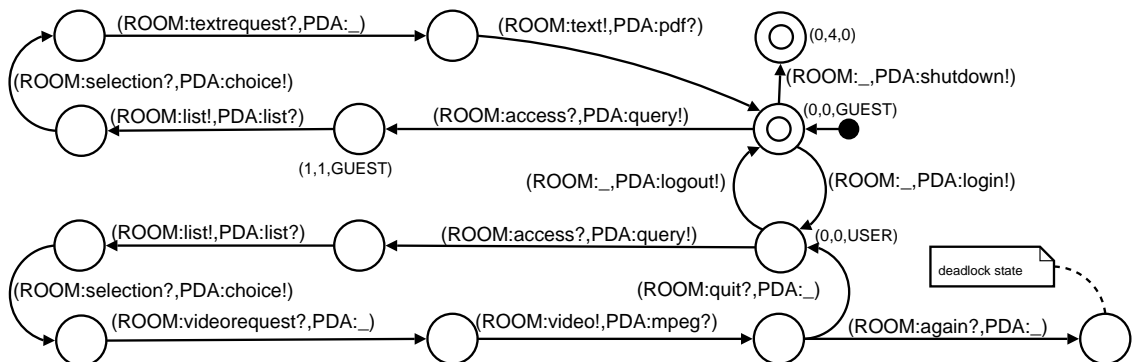 (ROOM:textrequest?,PDA:_)
(ROOM:text!,PDA:pdf?)
(0,4,0)
(ROOM:selection?,PDA:choice!)
(ROOM:_,PDA:shutdown!)
(ROOM:list!,PDA:list?)
(ROOM:access?,PDA:query!)
(0,0,GUEST)
(1,1,GUEST)
(ROOM:_,PDA:logout!)
(ROOM:_,PDA:login!)
(ROOM:list!,PDA:list?)
(ROOM:access?,PDA:query!)
(0,0,USER)
deadlock state
(ROOM:selection?,PDA:choice!)
(ROOM:quit?,PDA:_)
(ROOM:videorequest?,PDA:_)
(ROOM:video!,PDA:mpeg?)
(ROOM:again?,PDA:_)